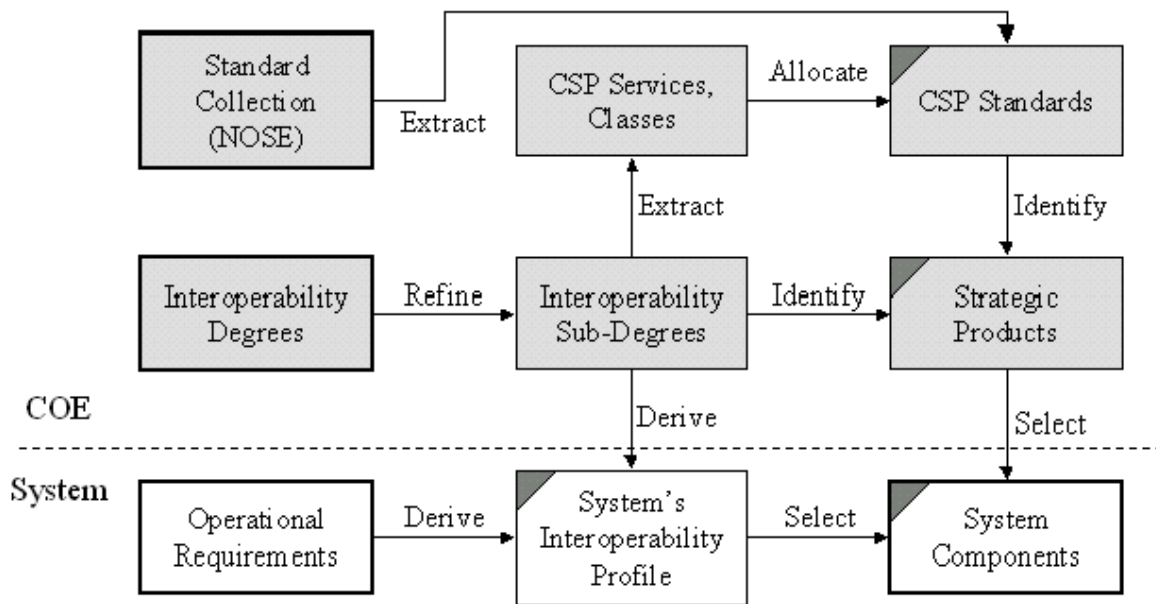 Standard
Collection
(NOSE)
Extract
CSP Services,
Classes
Allocate
CSP Standards
Extract
Identify
Interoperability
Degrees
Refine
Interoperability
Sub-Degrees
Identify
Strategic
Products
COE
Derive
Select
System
Operational
Requirements
Derive
System's
Interoperability
Profile
Select
System
Components